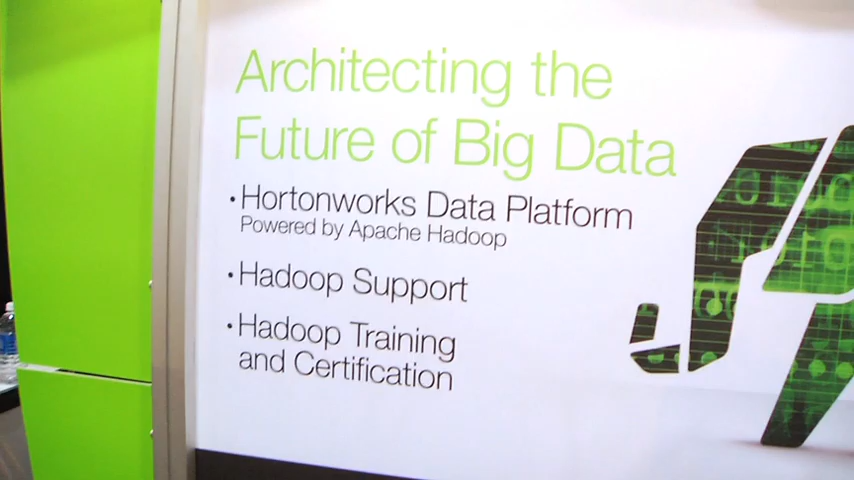 Architecting the
Future of Big Data
· Hortonworks Data Platform
Powered by Apache Hadoop
· Hadoop Support
· Hadoop Training
and Certification